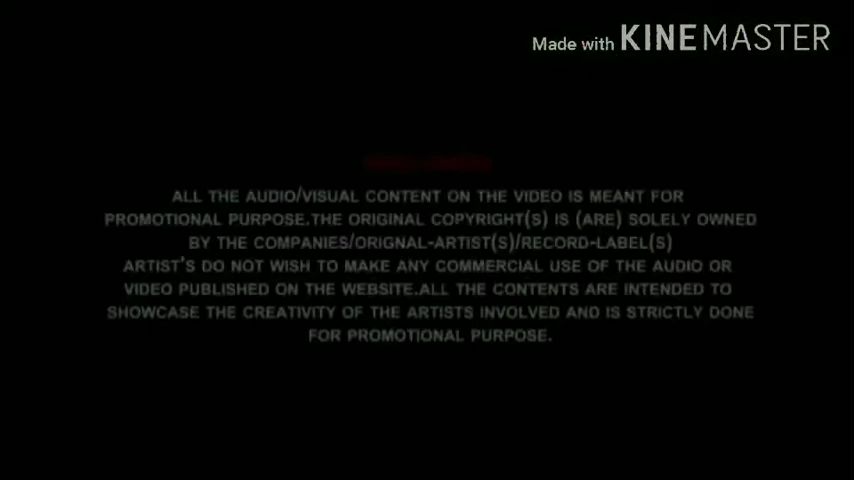 Made with KINEMASTER
ALL THE AUDIO/VISUAL CONTENT ON THE VIDEO IS MEANT FOR
PROMOTIONAL PURPOSE.THE ORIGINAL COPYRIGHT(S) IS (ARE) SOLELY OWNED
BY THE COMPANIES/ORIGNAL-ARTIST(S)/RECORD-LABEL(S)
ARTIST'S DO NOT WISH TO MAKE ANY COMMERCIAL USE OF THE AUDIO OR
VIDEO PUBLISHED ON THE WEBSITE.ALL THE CONTENTS ARE INTENDED TO
SHOWCASE THE CREATIVITY OF THE ARTISTS INVOLVED AND IS STRICTLY DONE
FOR PROMOTIONAL PURPOSE.